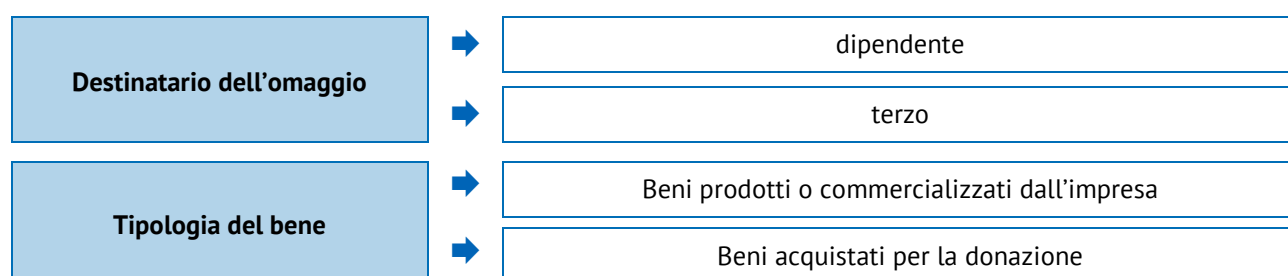 Destinatario dell’omaggio
dipendente
terzo
Tipologia del bene
Beni prodotti o commercializzati dall’impresa
Beni acquistati per la donazione